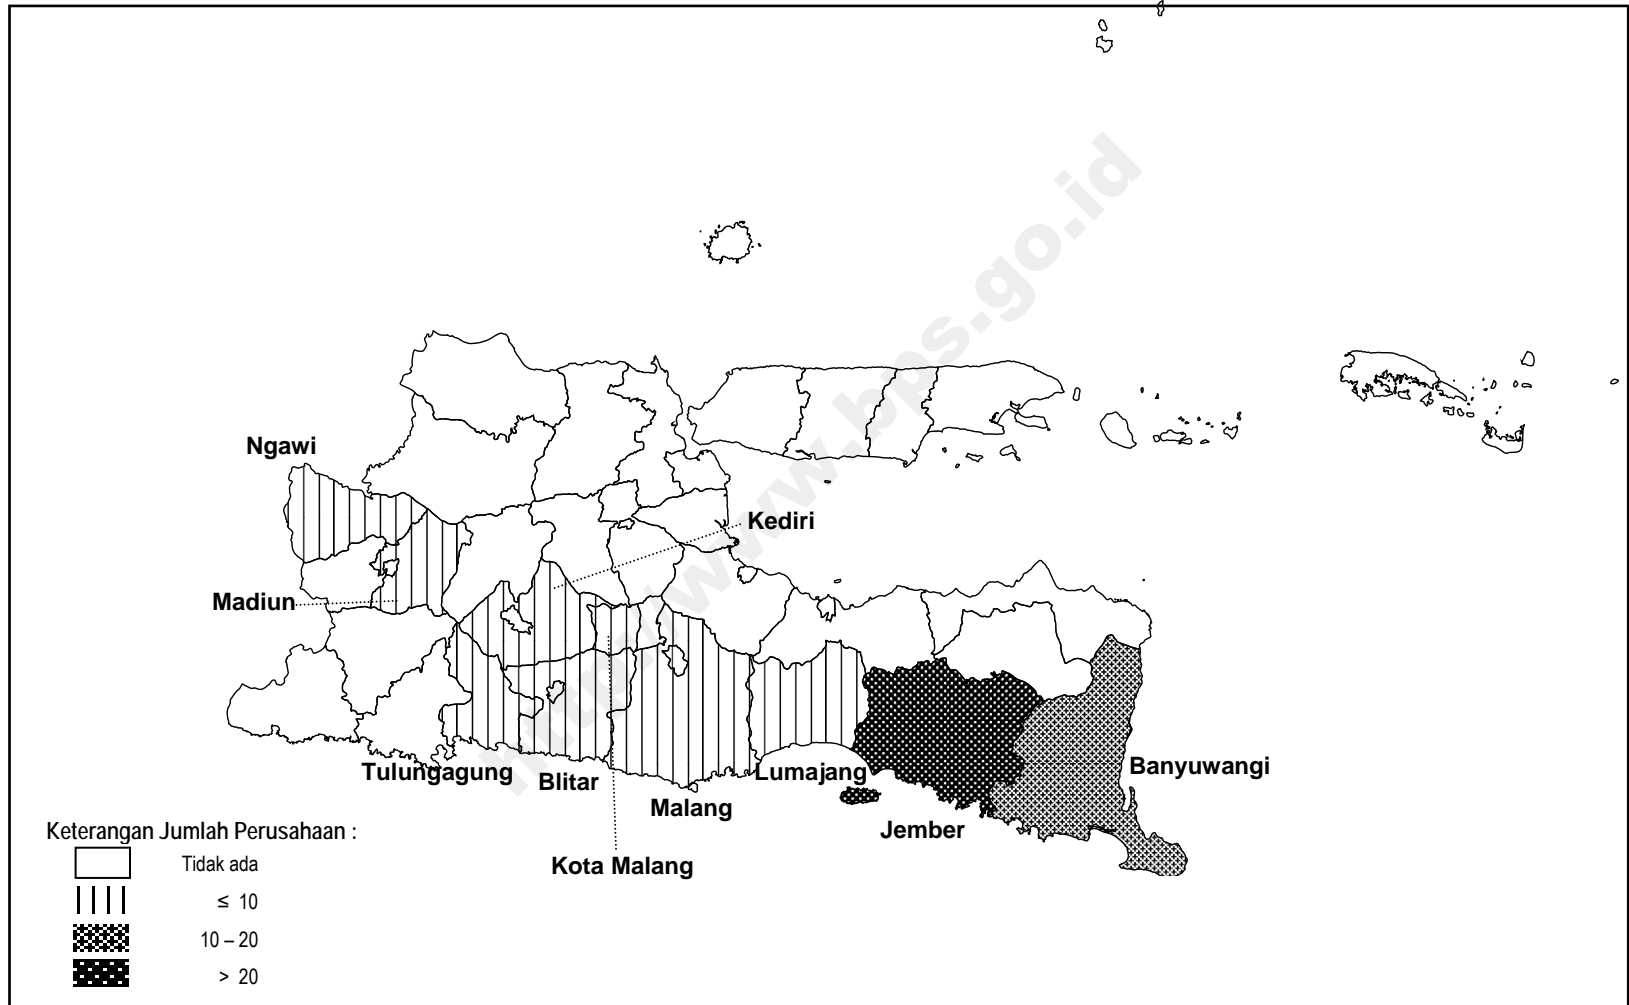 http://www.bps.go.id
Ngawi
Kediri
Madiun
Tulungagung
Blitar
Malang
Lumajang
Banyuwangi
Jember
Kota Malang
Keterangan Jumlah Perusahaan :
Tidak ada
≤ 10
10 – 20
> 20